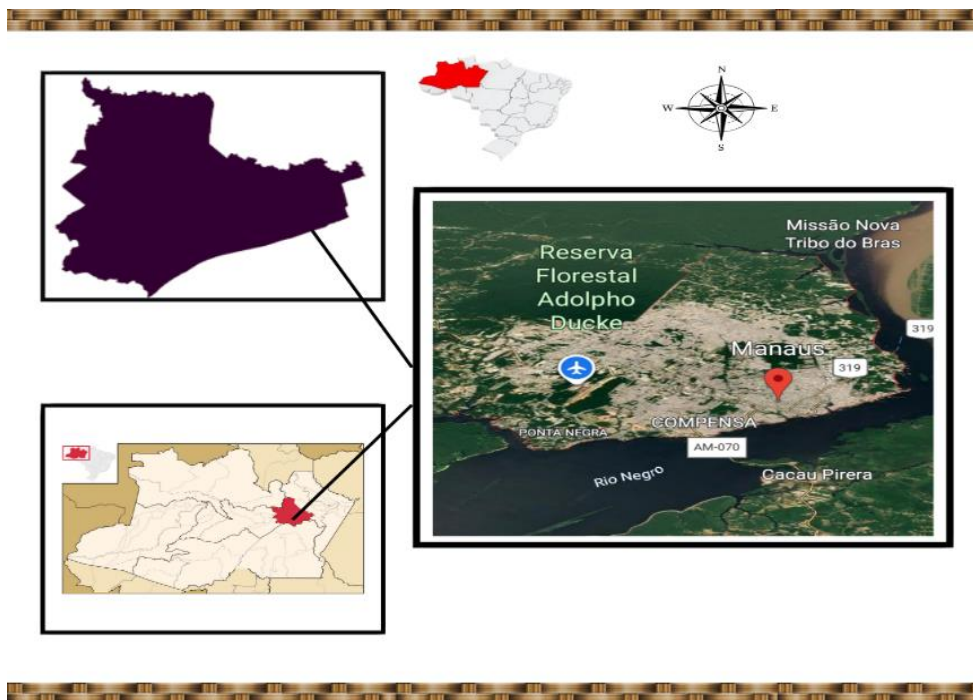 N
W
E
S
Missão Nova
Tribo do Bras
Reserva
Florestal
Adolpho
Ducke
319
Manaus
319
COMPENSA
PONTA NEGRA
AM-070
Rio Negro
Cacau Pirera